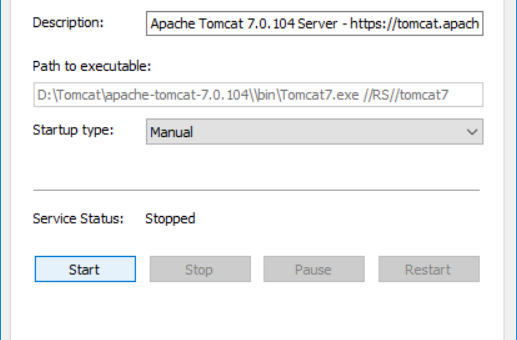 Description: Apache Tomcat 7.0.104 Server - https://tomcat.apach
Path to executable:
D:\Tomcat\apache-tomcat-7.0.104\\bin\Tomcat7.exe //RS//tomcat7
Startup type: Manual
Service Status: Stopped
Start Stop Pause Restart